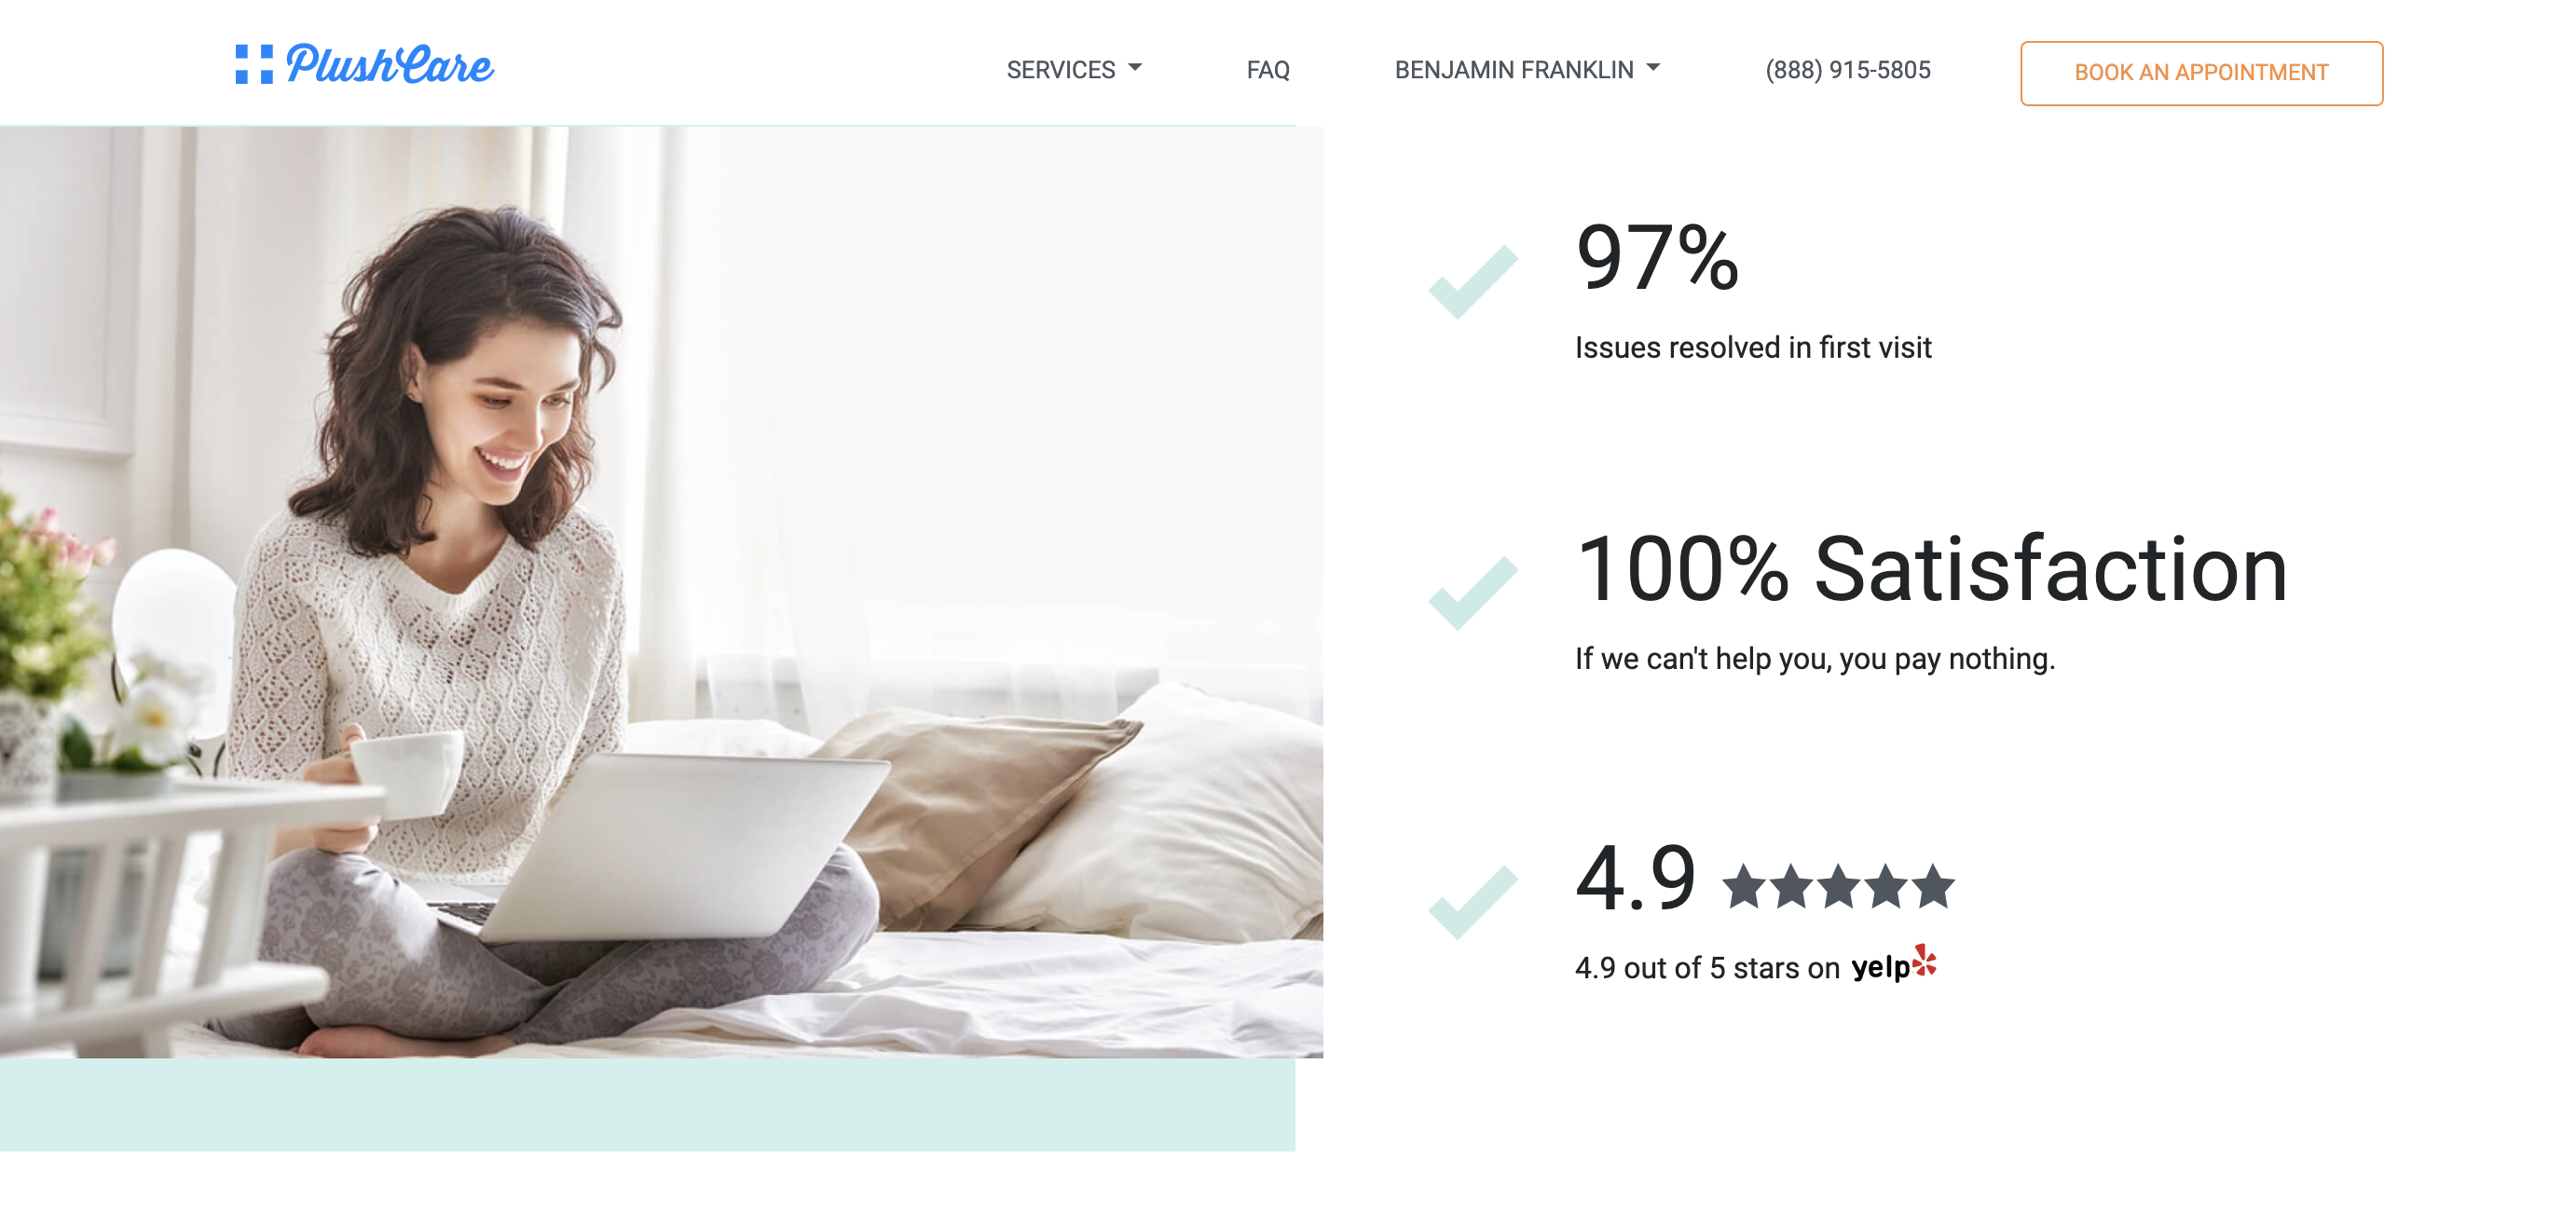 PlushCare
SERVICES
FAQ
BENJAMIN FRANKLIN
(888) 915-5805
BOOK AN APPOINTMENT
97%
Issues resolved in first visit
100% Satisfaction
If we can't help you, you pay nothing.
4.9
4.9 out of 5 stars on yelp